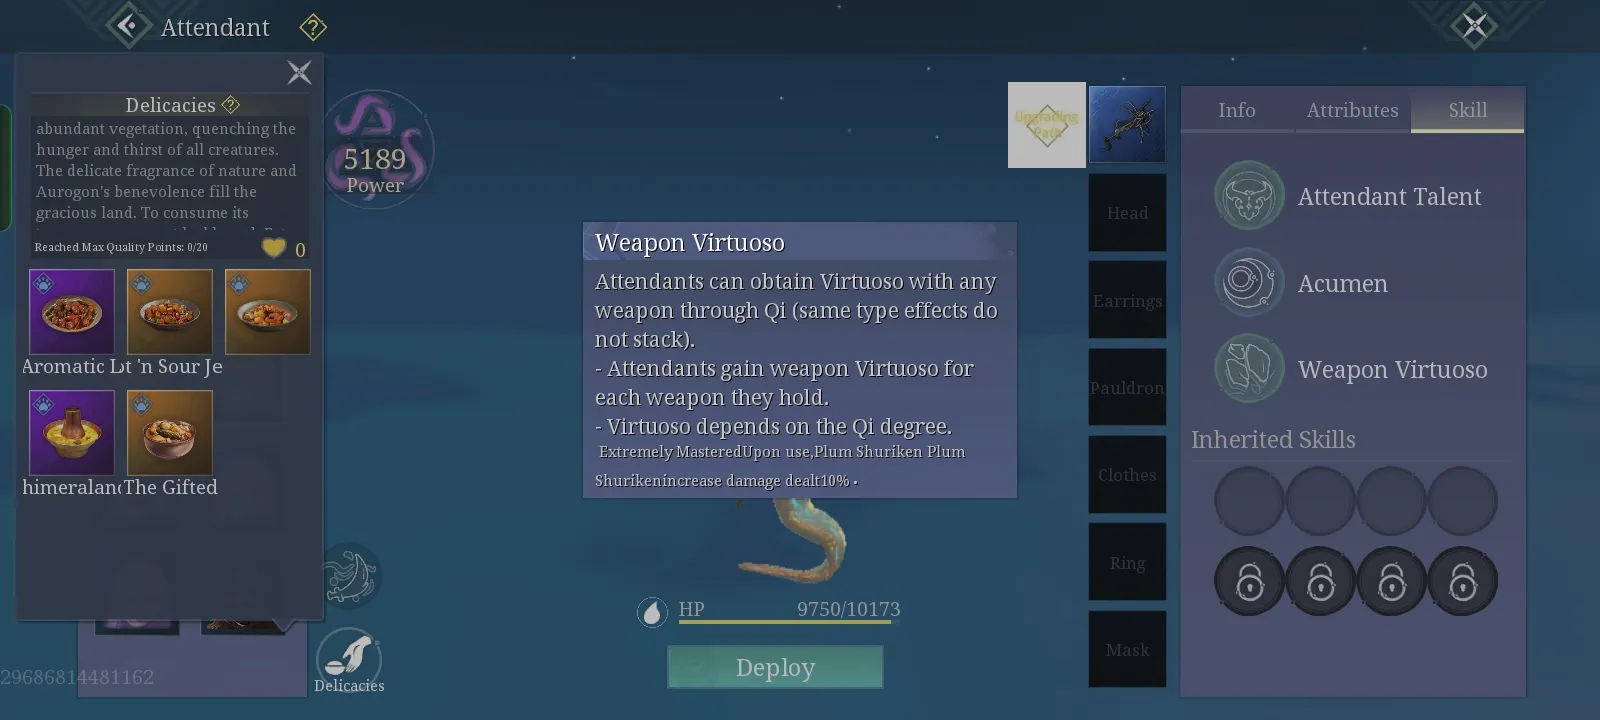 Attendant
Delicacies
abundant vegetation, quenching the
hunger and thirst of all creatures.
The delicate fragrance of nature and
Aurogon's benevolence fill the
gracious land. To consume its
Reached Max Quality Points: 0/20
0
Aromatic L
t 'n Sour Je
himeraland
The Gifted
5189
Power
Weapon Virtuoso
Attendants can obtain Virtuoso with any
weapon through Qi (same type effects do
not stack).
- Attendants gain weapon Virtuoso for
each weapon they hold.
- Virtuoso depends on the Qi degree.
Extremely MasteredUpon use,Plum Shuriken Plum
Shurikenincrease damage dealt10% .
HP 9750/10173
Deploy
Delicacies
29686814481162
Upgrading
Path
Head
Earrings
Pauldron
Clothes
Ring
Mask
Info Attributes Skill
Attendant Talent
Acumen
Weapon Virtuoso
Inherited Skills